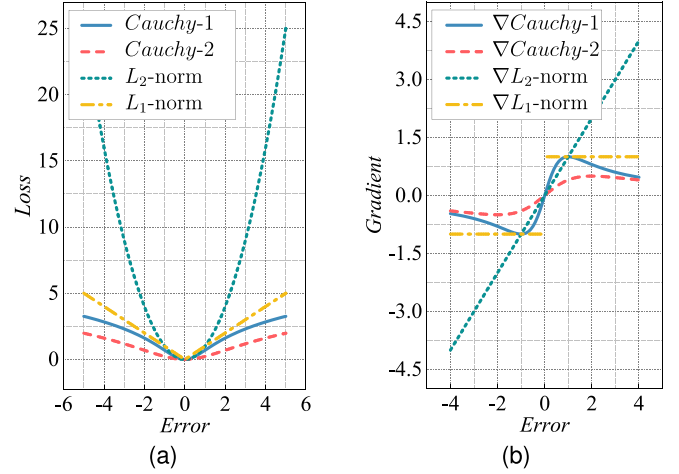 Cauchy-1
Cauchy-2
L₂-norm
L₁-norm
25
20
15
10
5
0
Loss
-6 -4 -2 0 2 4 6
Error
(a)
∇Cauchy-1
∇Cauchy-2
∇L₂-norm
∇L₁-norm
4.5
3.0
1.5
0.0
-1.5
-3.0
-4.5
Gradient
-4 -2 0 2 4
Error
(b)